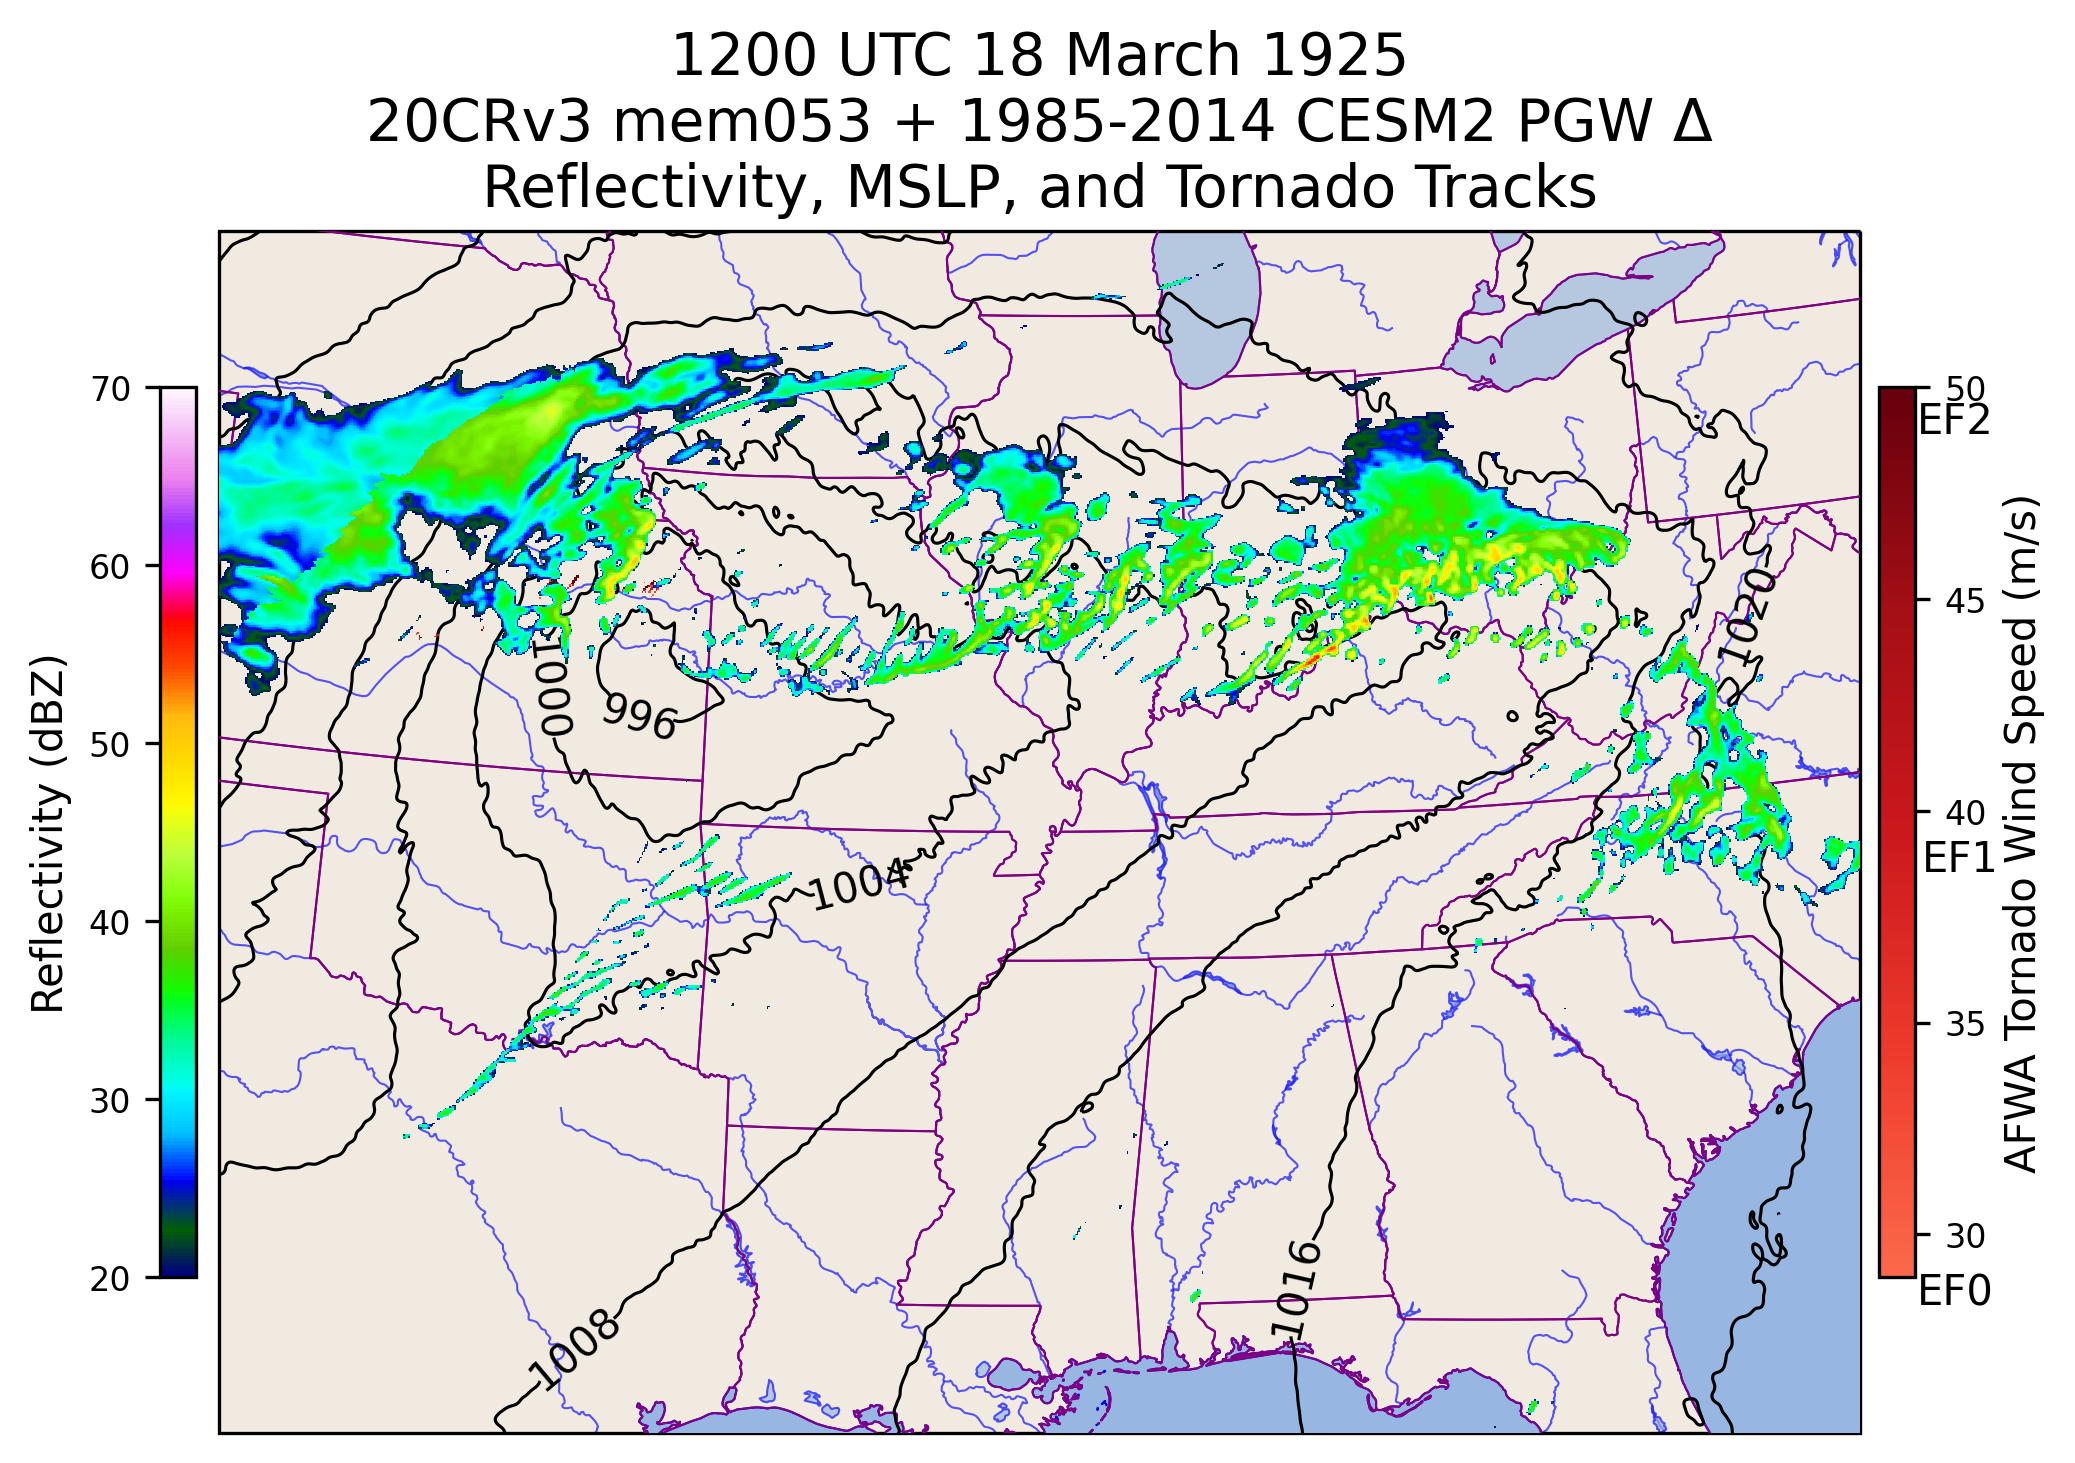 1200 UTC 18 March 1925
20CRv3 mem053 + 1985-2014 CESM2 PGW Δ
Reflectivity, MSLP, and Tornado Tracks
Reflectivity (dBZ)
70
60
50
40
30
20
1000
996
1004
1008
1016
1020
50
EF2
45
40
EF1
35
30
EF0
AFWA Tornado Wind Speed (m/s)